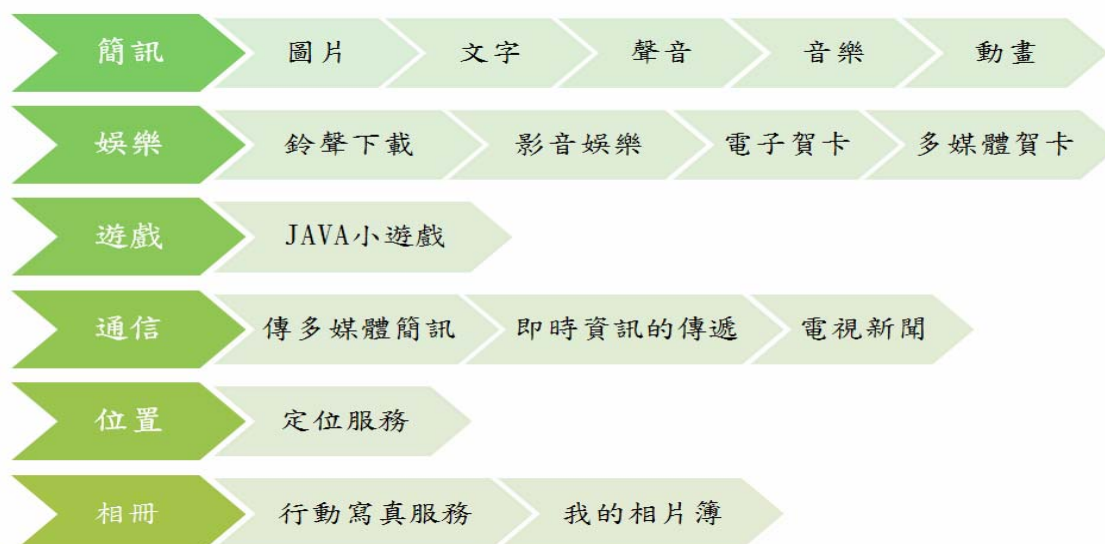 簡訊 圖片 文字 聲音 音樂 動畫
娛樂 鈴聲下載 影音娛樂 電子賀卡 多媒體賀卡
遊戲 JAVA小遊戲
通信 傳多媒體簡訊 即時資訊的傳遞 電視新聞
位置 定位服務
相冊 行動寫真服務 我的相片簿